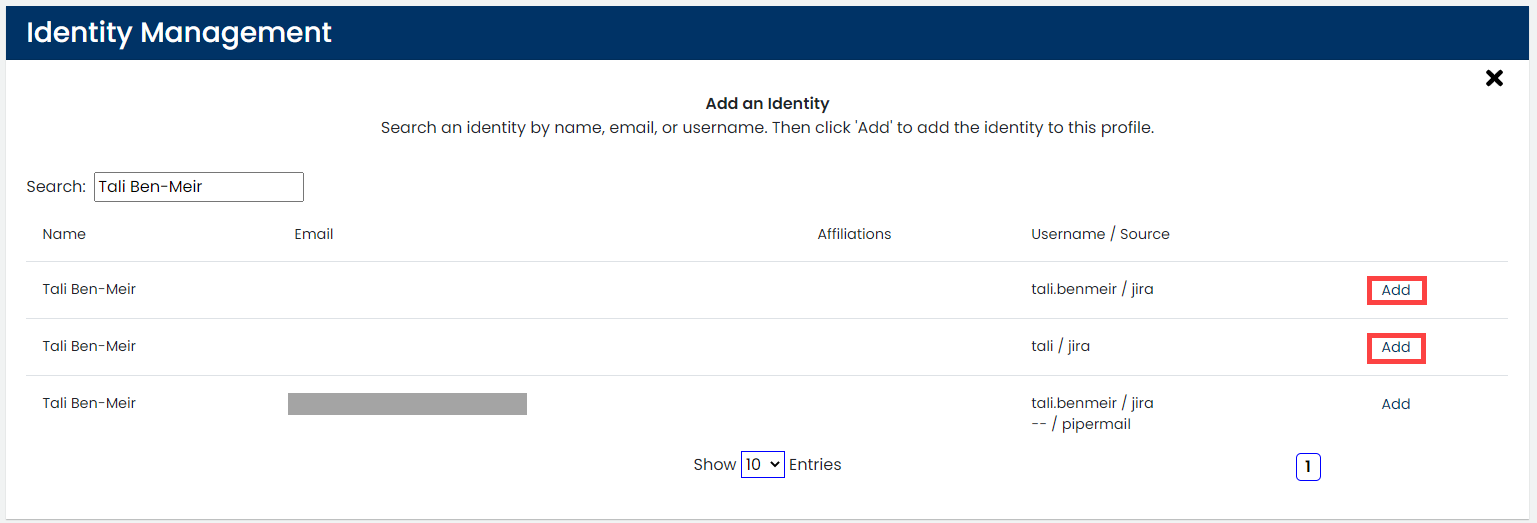 Identity Management
Add an Identity
Search an identity by name, email, or username. Then click 'Add' to add the identity to this profile.
Search: Tali Ben-Meir
Name Email Affiliations Username / Source
Tali Ben-Meir tali.benmeir / jira Add
Tali Ben-Meir tali / jira Add
Tali Ben-Meir tali.benmeir / jira Add
-- / pipermail
Show 10 Entries 1